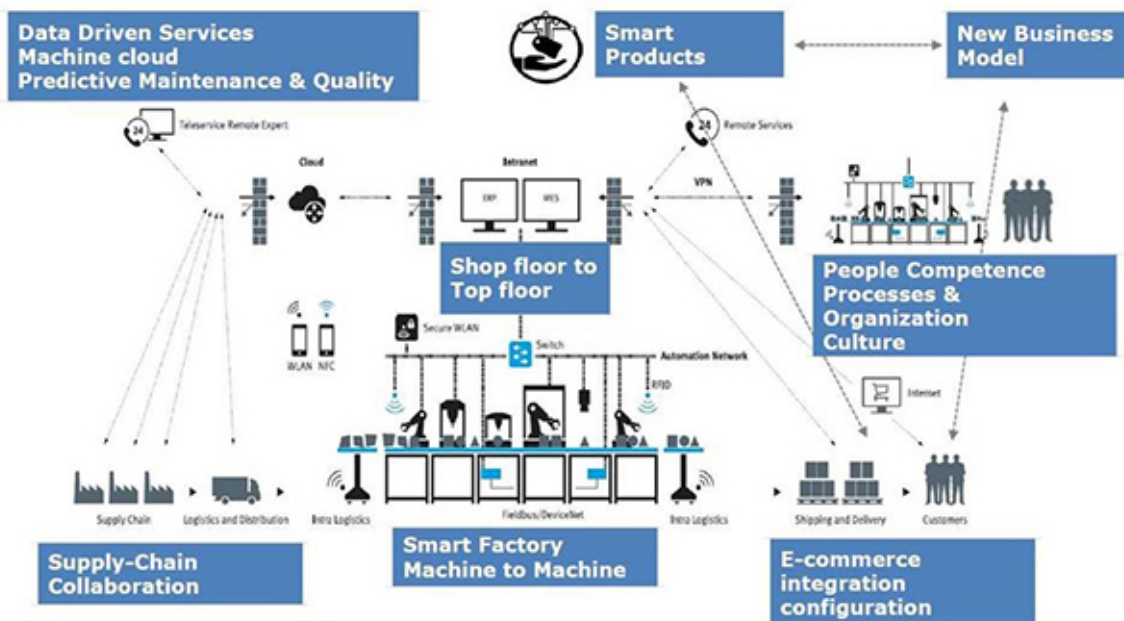 Data Driven Services
Machine cloud
Predictive Maintenance & Quality
Smart
Products
New Business
Model
24
Teleservice Remote Expert
24
Remote Services
Cloud
Intranet
VPN
ERP
MES
Shop floor to
Top floor
People Competence
Processes &
Organization
Culture
WLAN
NFC
Secure WLAN
Switch
Automation Network
RFID
Internet
Supply Chain
Logistics and Distribution
Intra Logistics
Fieldbus/DeviceNet
Intra Logistics
Shipping and Delivery
Customers
Supply-Chain
Collaboration
Smart Factory
Machine to Machine
E-commerce
integration
configuration